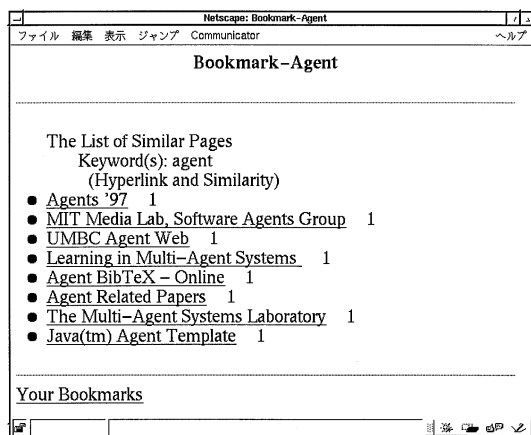 Netscape: Bookmark-Agent
ファイル 編集 表示 ジャンプ Communicator ヘルプ
Bookmark-Agent
The List of Similar Pages
Keyword(s): agent
(Hyperlink and Similarity)
● Agents '97 1
● MIT Media Lab, Software Agents Group 1
● UMBC Agent Web 1
● Learning in Multi-Agent Systems 1
● Agent BibTeX - Online 1
● Agent Related Papers 1
● The Multi-Agent Systems Laboratory 1
● Java(tm) Agent Template 1
Your Bookmarks